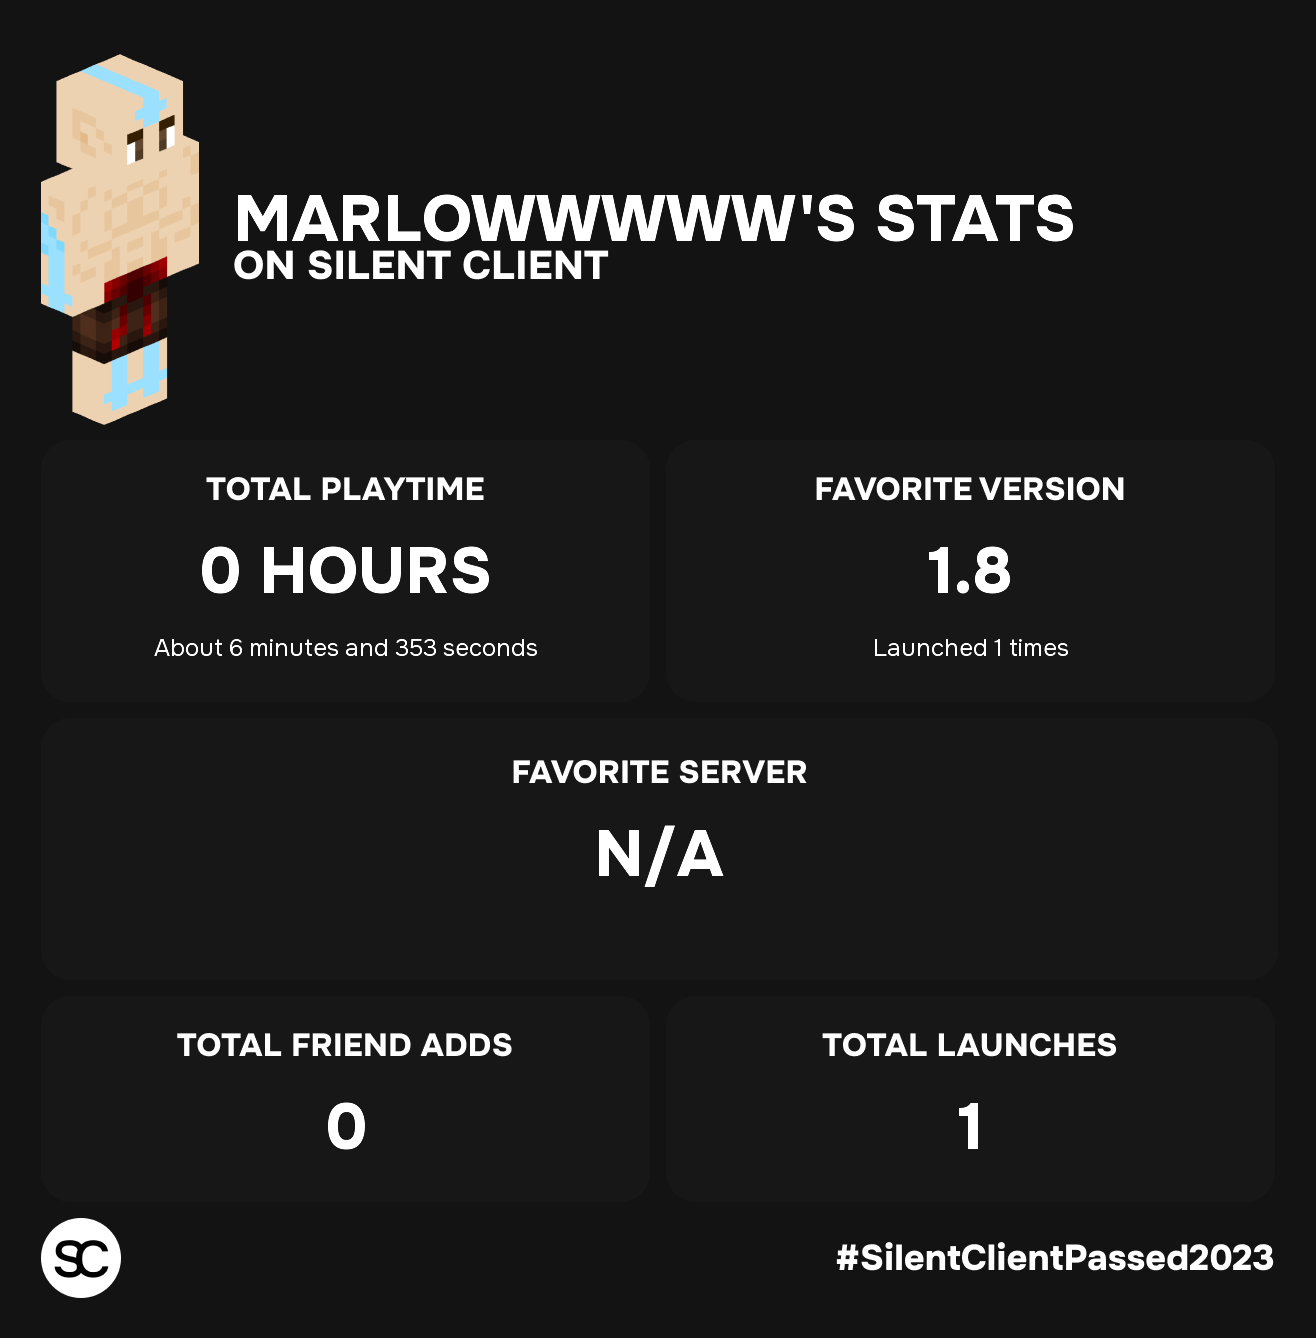 MARLOWWWWW'S STATS
ON SILENT CLIENT
TOTAL PLAYTIME
0 HOURS
About 6 minutes and 353 seconds
FAVORITE VERSION
1.8
Launched 1 times
FAVORITE SERVER
N/A
TOTAL FRIEND ADDS
0
TOTAL LAUNCHES
1
SC
#SilentClientPassed2023